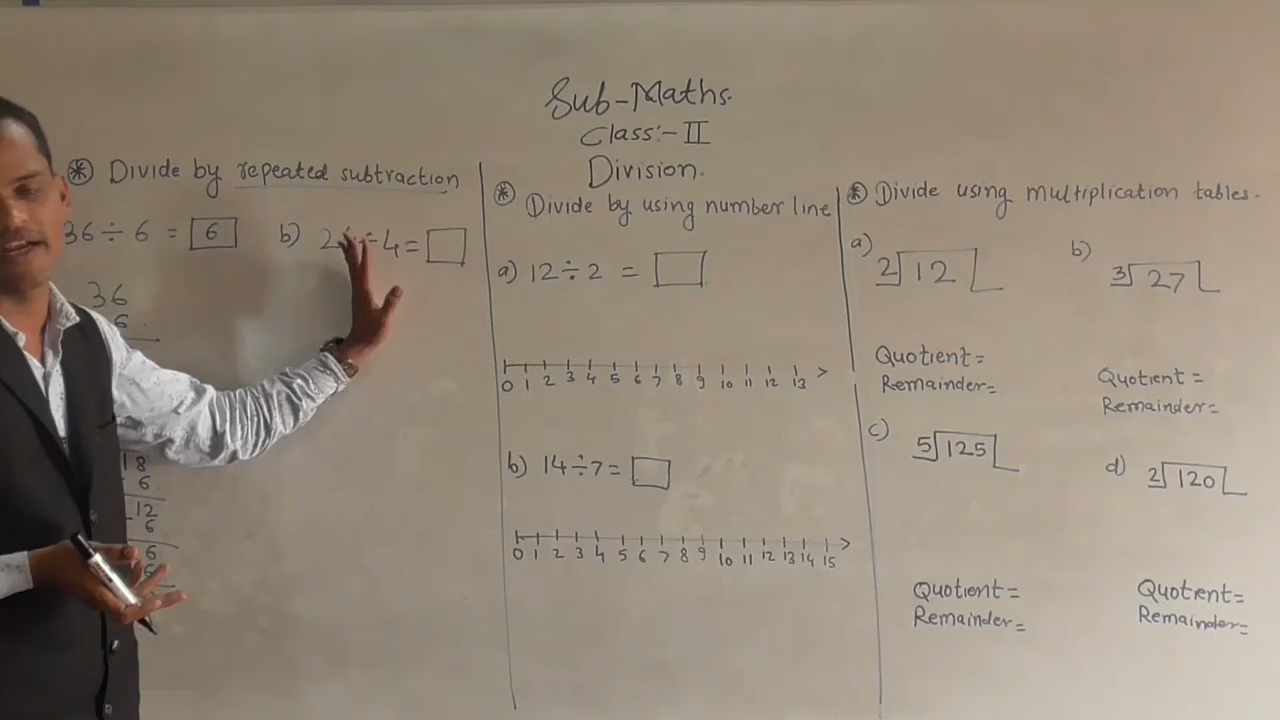 Sub-Maths.
Class:- II
Division.
* Divide by repeated subtraction
36 ÷ 6 = 6
b) ÷ 4 =
36
6
18
6
12
6
6
6
* Divide by using number line
a) 12 ÷ 2 =
0 1 2 3 4 5 6 7 8 9 10 11 12 13
b) 14 ÷ 7 =
0 1 2 3 4 5 6 7 8 9 10 11 12 13 14 15
* Divide using multiplication tables.
a) 2 12
Quotient=
Remainder=
b) 3 27
Quotient=
Remainder=
c) 5 125
Quotient=
Remainder=
d) 2 120
Quotient=
Remainder=